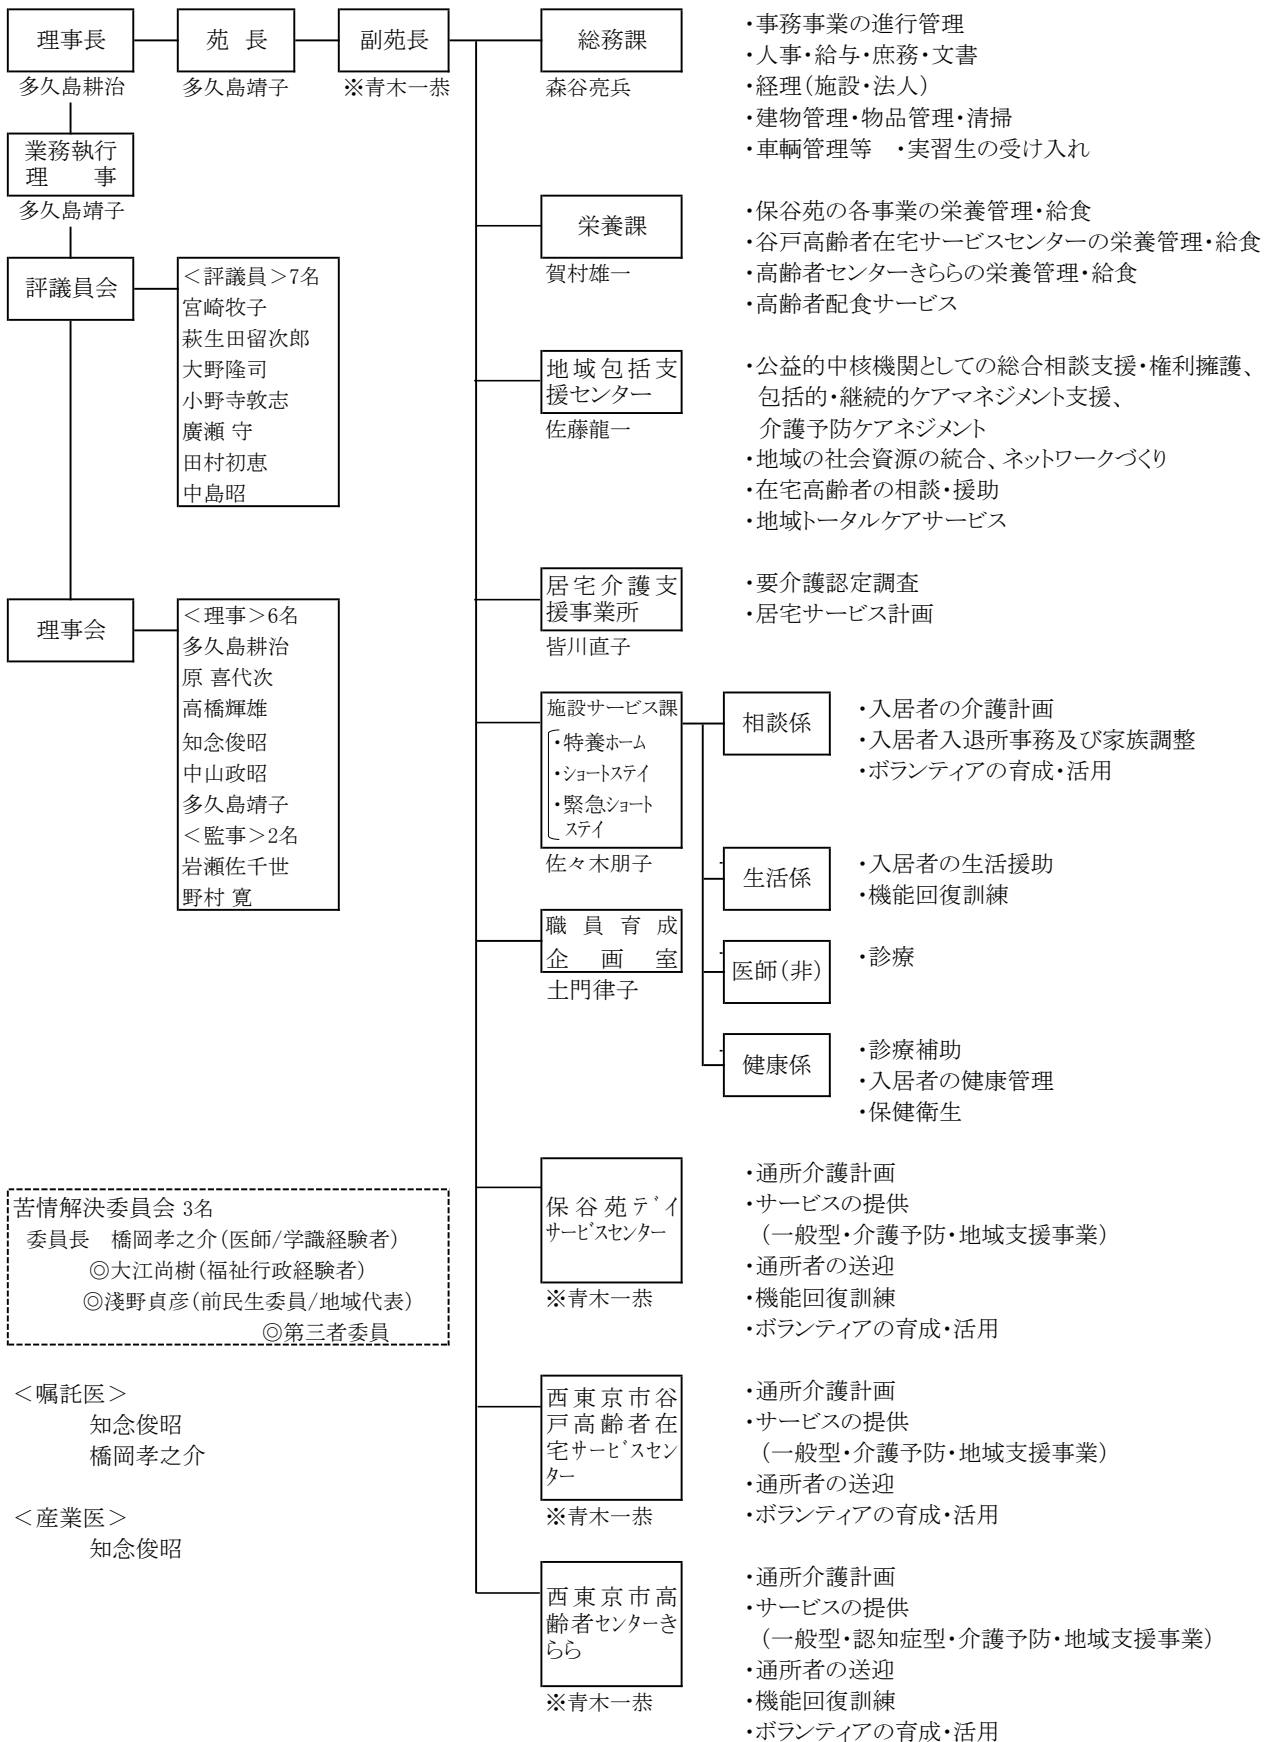 理事長
多久島耕治
苑 長
多久島靖子
副苑長
※青木一恭
業務執行
理 事
多久島靖子
評議員会
＜評議員＞7名
宮崎牧子
萩生田留次郎
大野隆司
小野寺敦志
廣瀬 守
田村初恵
中島昭
理事会
＜理事＞6名
多久島耕治
原 喜代次
高橋輝雄
知念俊昭
中山政昭
多久島靖子
＜監事＞2名
岩瀬佐千世
野村 寛
総務課
森谷亮兵
・事務事業の進行管理
・人事・給与・庶務・文書
・経理（施設・法人）
・建物管理・物品管理・清掃
・車輌管理等 ・実習生の受け入れ
栄養課
賀村雄一
・保谷苑の各事業の栄養管理・給食
・谷戸高齢者在宅サービスセンターの栄養管理・給食
・高齢者センターきららの栄養管理・給食
・高齢者配食サービス
地域包括支
援センター
佐藤龍一
・公益的中核機関としての総合相談支援・権利擁護、
包括的・継続的ケアマネジメント支援、
介護予防ケアネジメント
・地域の社会資源の統合、ネットワークづくり
・在宅高齢者の相談・援助
・地域トータルケアサービス
居宅介護支
援事業所
皆川直子
・要介護認定調査
・居宅サービス計画
施設サービス課
・特養ホーム
・ショートステイ
・緊急ショート
ステイ
佐々木朋子
相談係
・入居者の介護計画
・入居者入退所事務及び家族調整
・ボランティアの育成・活用
生活係
・入居者の生活援助
・機能回復訓練
医師（非）
・診療
健康係
・診療補助
・入居者の健康管理
・保健衛生
職員育成
企画室
土門律子
保谷苑デイ
サービスセンター
※青木一恭
・通所介護計画
・サービスの提供
（一般型・介護予防・地域支援事業）
・通所者の送迎
・機能回復訓練
・ボランティアの育成・活用
西東京市谷
戸高齢者在
宅サービスセン
ター
※青木一恭
・通所介護計画
・サービスの提供
（一般型・介護予防・地域支援事業）
・通所者の送迎
・ボランティアの育成・活用
西東京市高
齢者センターき
らら
※青木一恭
・通所介護計画
・サービスの提供
（一般型・認知症型・介護予防・地域支援事業）
・通所者の送迎
・機能回復訓練
・ボランティアの育成・活用
苦情解決委員会 3名
委員長 橋岡孝之介（医師/学識経験者）
◎大江尚樹（福祉行政経験者）
◎淺野貞彦（前民生委員/地域代表）
◎第三者委員
＜嘱託医＞
知念俊昭
橋岡孝之介
＜産業医＞
知念俊昭